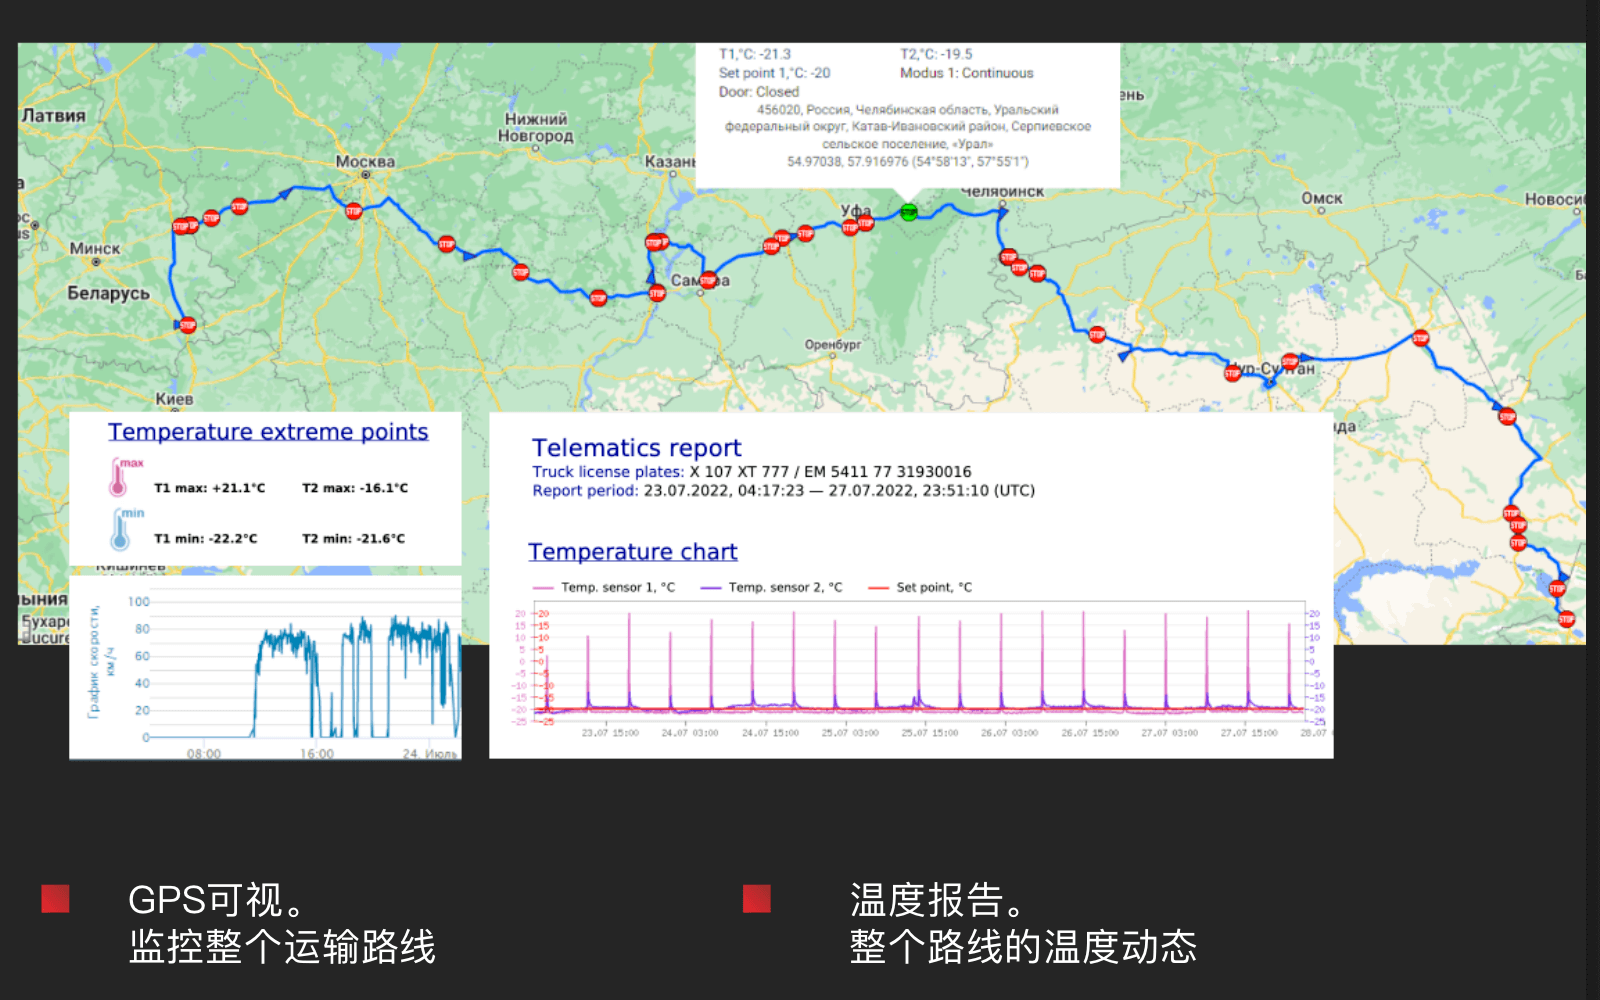 T1,°C: -21.3
T2,°C: -19.5
Set point 1,°C: -20
Modus 1: Continuous
Door: Closed
456020, Россия, Челябинская область, Уральский
федеральный округ, Катав-Ивановский район, Серпиевское
сельское поселение, «Урал»
54.97038, 57.916976 (54°58'13", 57°55'1")
Латвия
Нижний
Новгород
Москва
Казань
Челябинск
Омск
Уфа
Минск
Беларусь
Оренбург
Киев
STOP
Temperature extreme points
max
T1 max: +21.1°C
T2 max: -16.1°C
min
T1 min: -22.2°C
T2 min: -21.6°C
График скорости,
км/ч
100
80
60
40
20
0
08:00
16:00
24. Июль
Telematics report
Truck license plates: X 107 XT 777 / EM 5411 77 31930016
Report period: 23.07.2022, 04:17:23 — 27.07.2022, 23:51:10 (UTC)
Temperature chart
Temp. sensor 1, °C
Temp. sensor 2, °C
Set point, °C
20
15
10
5
0
-5
-10
-15
-20
-25
23.07 15:00
24.07 03:00
24.07 15:00
25.07 03:00
25.07 15:00
26.07 03:00
26.07 15:00
27.07 03:00
27.07 15:00
28.07
GPS可视。
监控整个运输路线
温度报告。
整个路线的温度动态